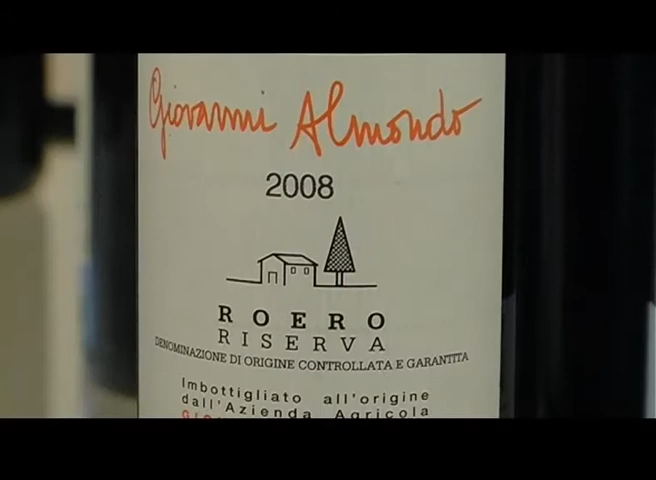 Giovanni Almondo
2008
ROERO
RISERVA
DENOMINAZIONE DI ORIGINE CONTROLLATA E GARANTITA
Imbottigliato all'origine
dall'Azienda Agricola